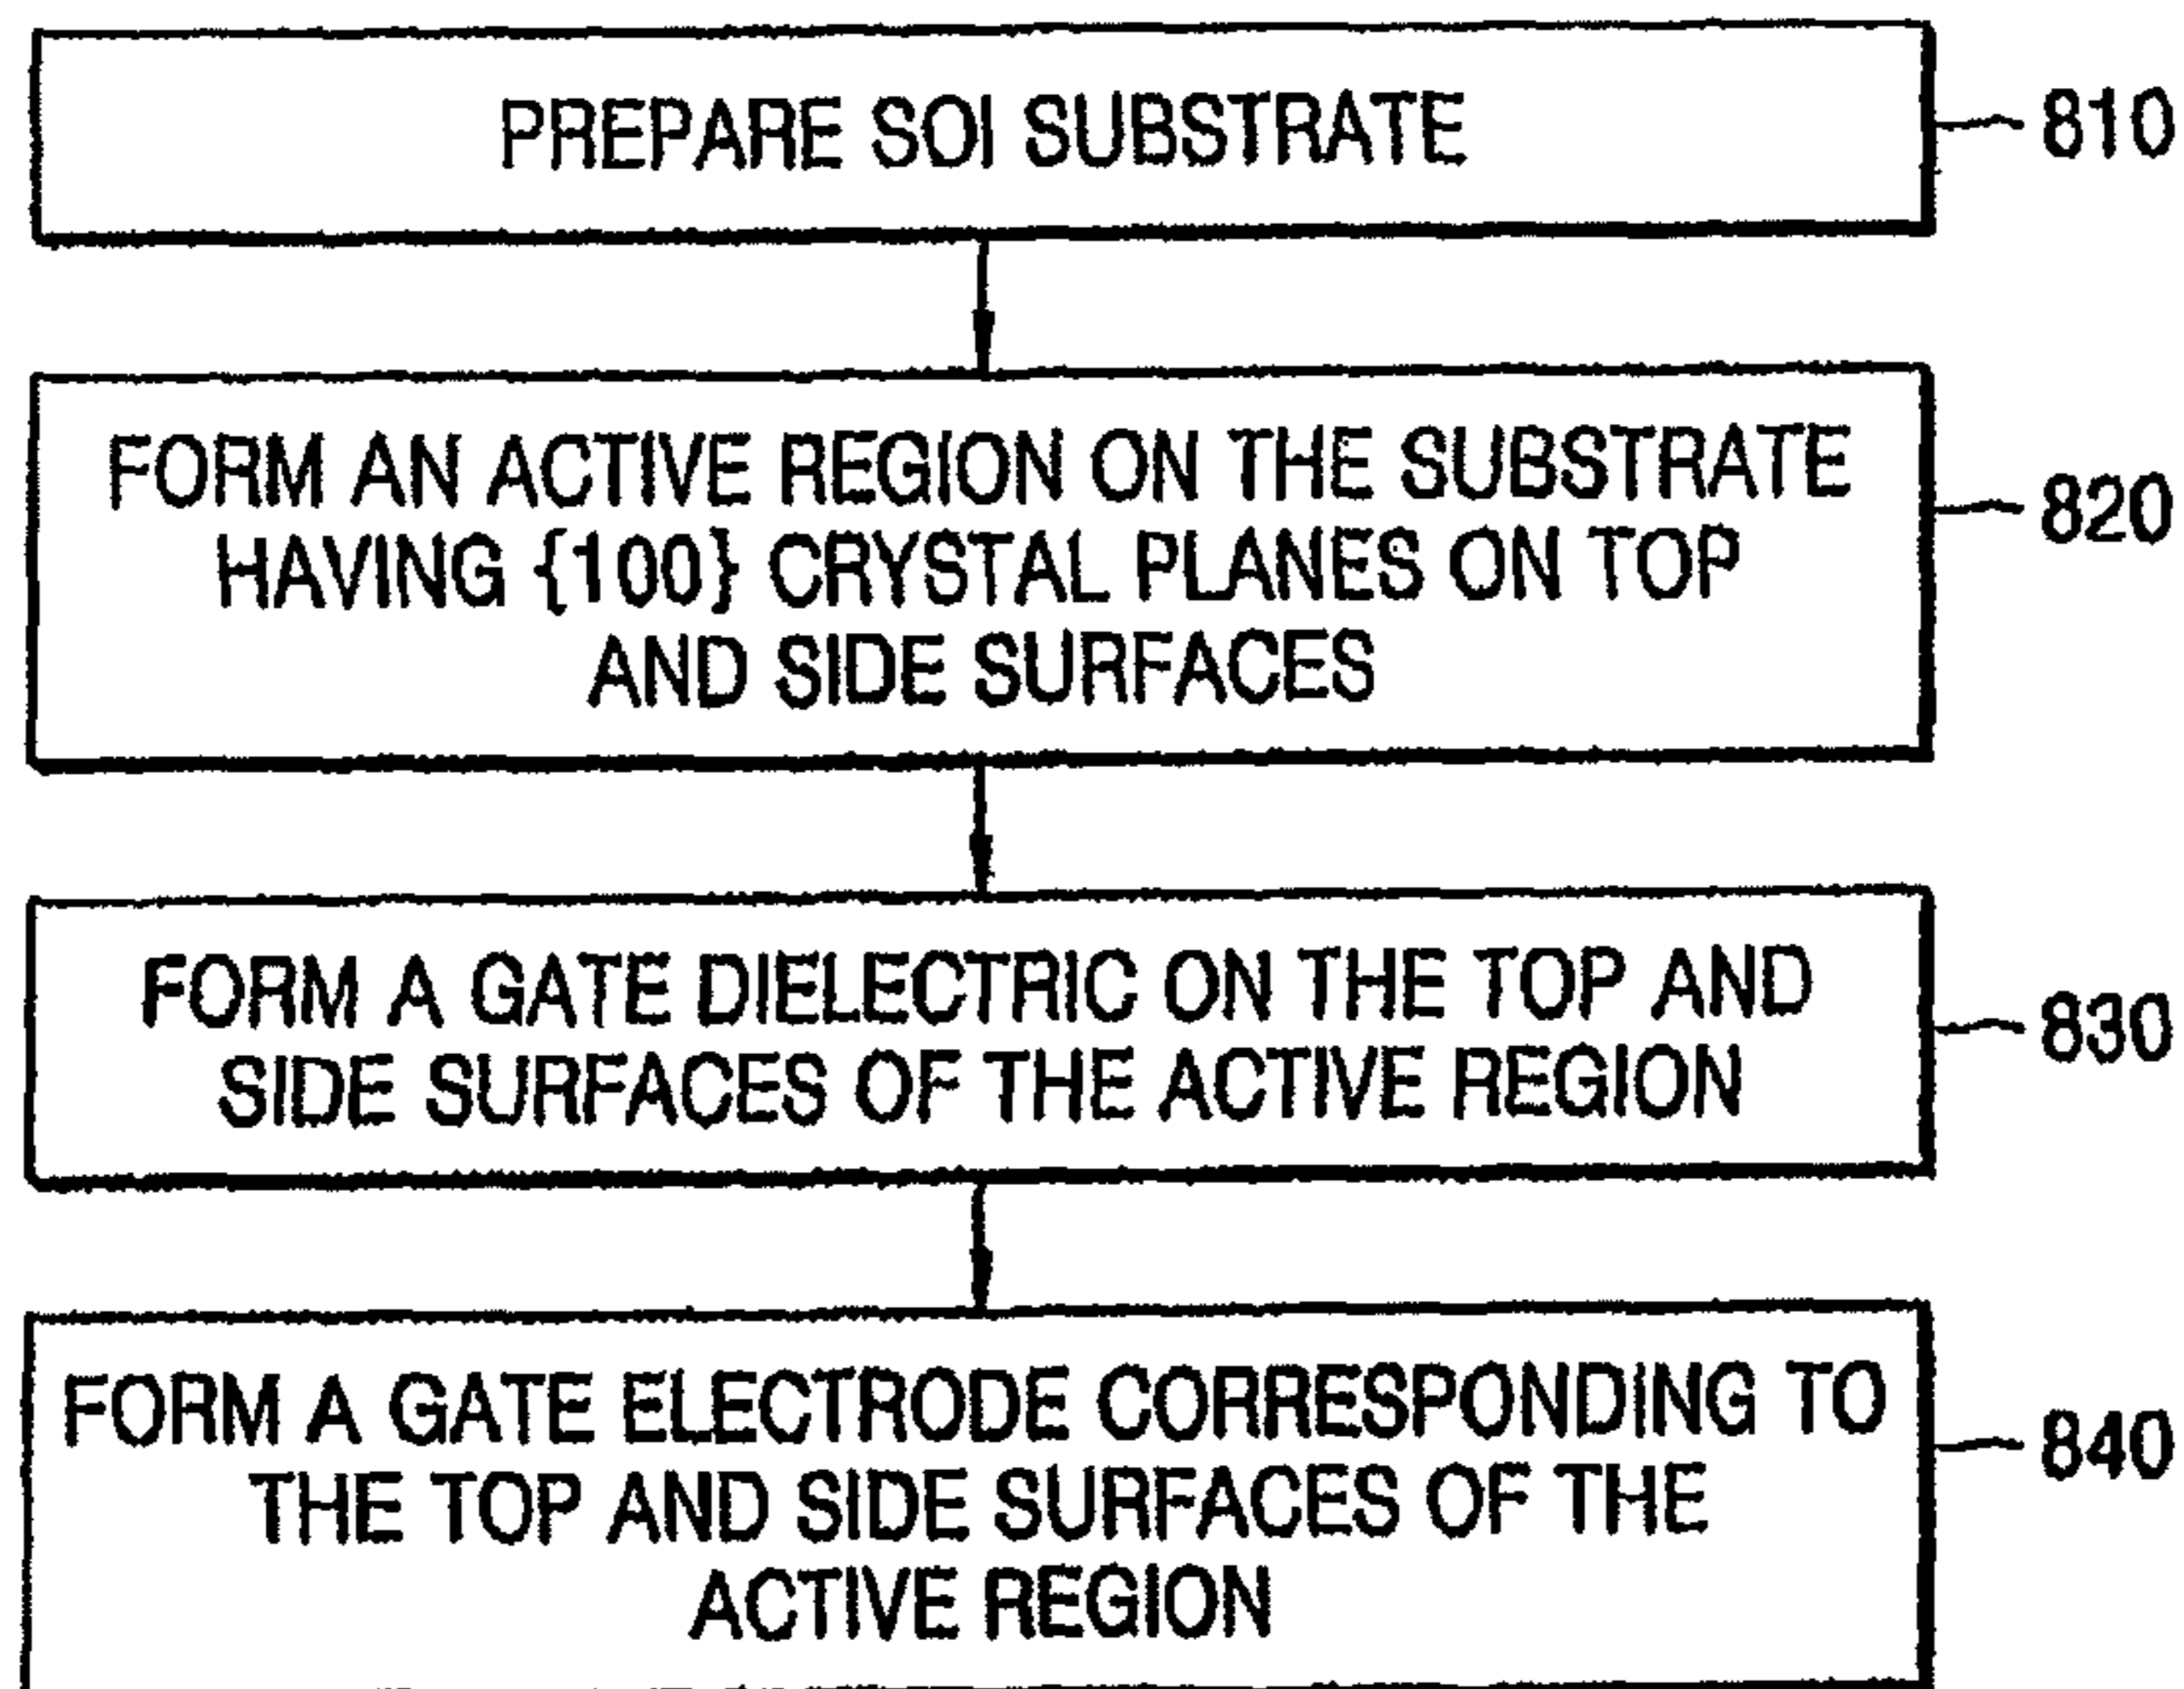 PREPARE SOI SUBSTRATE
810
FORM AN ACTIVE REGION ON THE SUBSTRATE
HAVING {100} CRYSTAL PLANES ON TOP
AND SIDE SURFACES
820
FORM A GATE DIELECTRIC ON THE TOP AND
SIDE SURFACES OF THE ACTIVE REGION
830
FORM A GATE ELECTRODE CORRESPONDING TO
THE TOP AND SIDE SURFACES OF THE
ACTIVE REGION
840